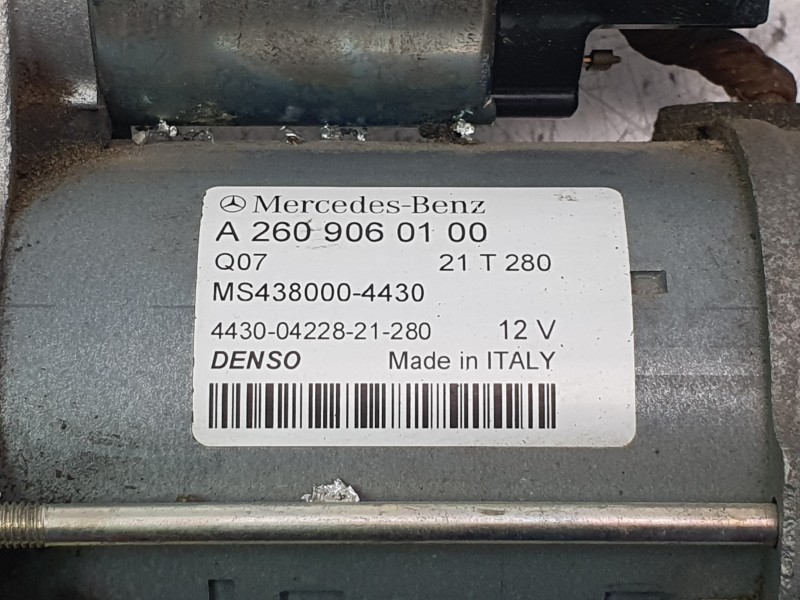 Mercedes-Benz
A 260 906 01 00
Q07 21 T 280
MS438000-4430
4430-04228-21-280 12 V
DENSO Made in ITALY